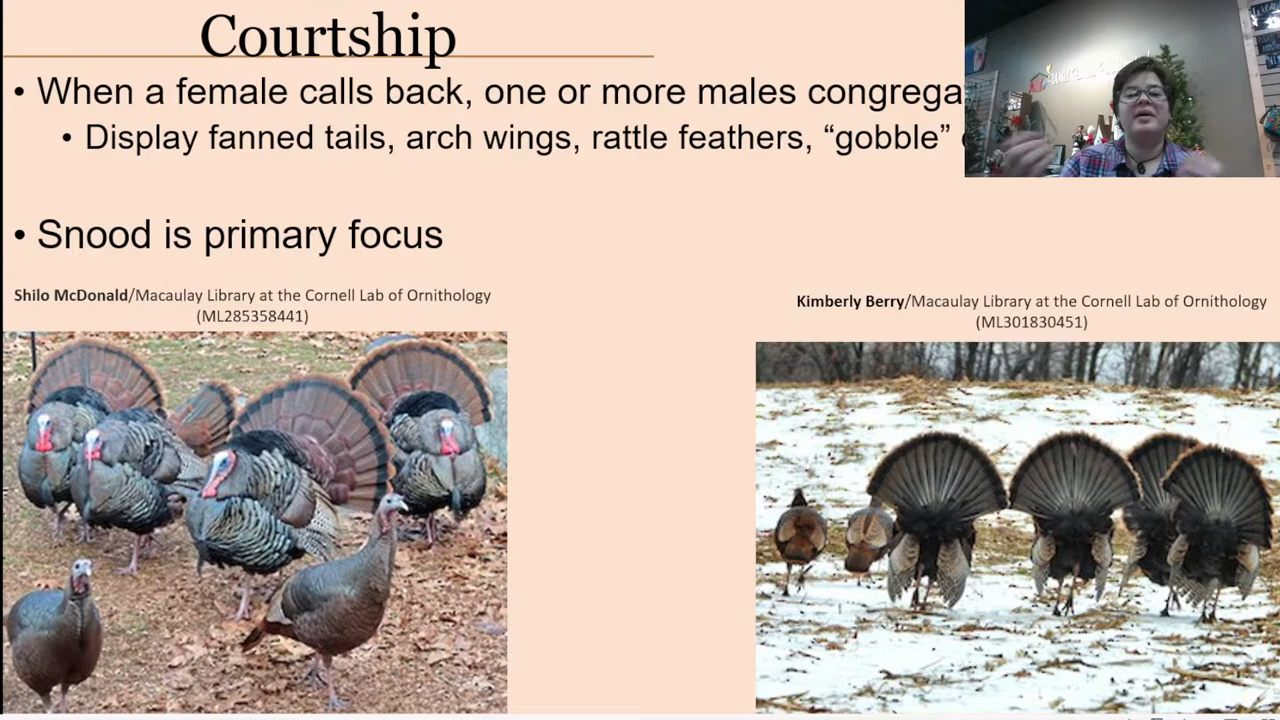 Courtship
• When a female calls back, one or more males congrega
• Display fanned tails, arch wings, rattle feathers, “gobble”
• Snood is primary focus
Shilo McDonald/Macaulay Library at the Cornell Lab of Ornithology
(ML285358441)
Kimberly Berry/Macaulay Library at the Cornell Lab of Ornithology
(ML301830451)